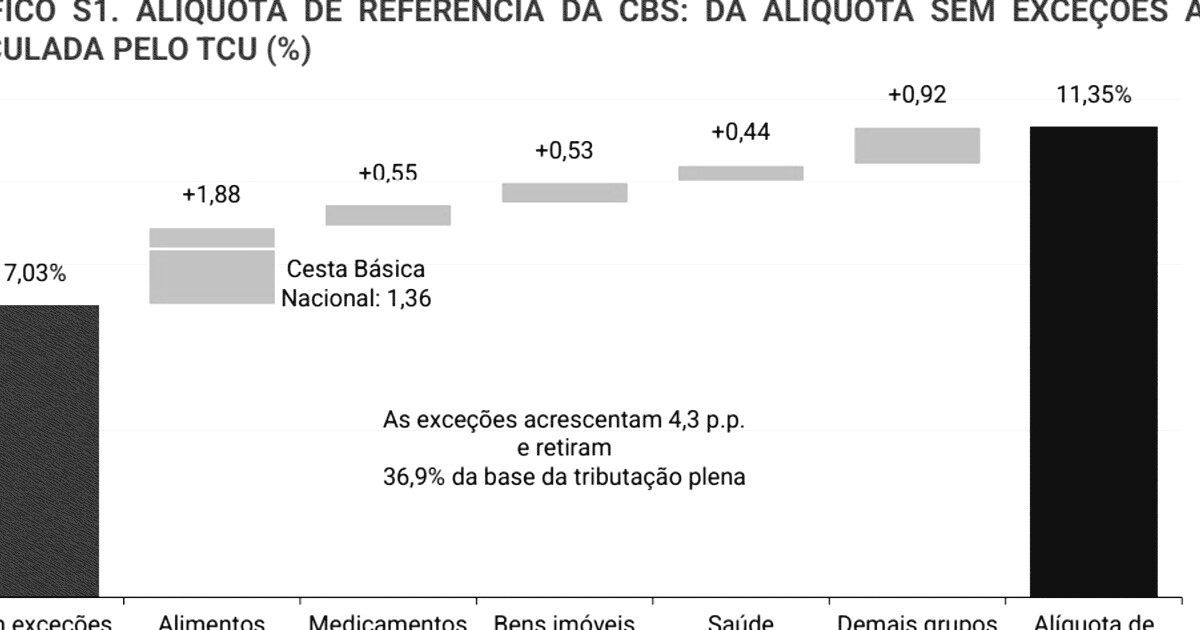 FICO S1. ALÍQUOTA DE REFERÊNCIA DA CBS: DA ALÍQUOTA SEM EXCEÇÕES À
CULADA PELO TCU (%)
+0,92
11,35%
+0,44
+0,53
+0,55
+1,88
7,03%
Cesta Básica
Nacional: 1,36
As exceções acrescentam 4,3 p.p.
e retiram
36,9% da base da tributação plena
exceções Alimentos Medicamentos Bens imóveis Saúde Demais grupos Alíquota de